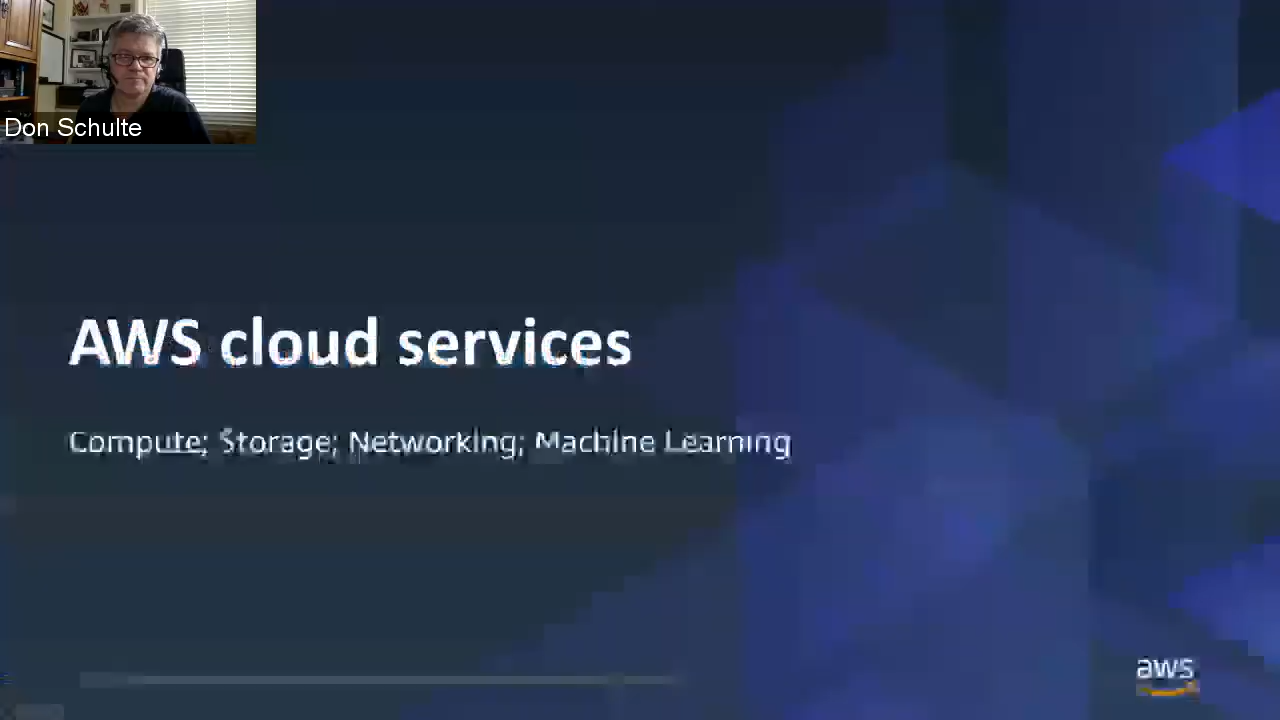 Don Schulte
AWS cloud services
Compute; Storage; Networking; Machine Learning
aws